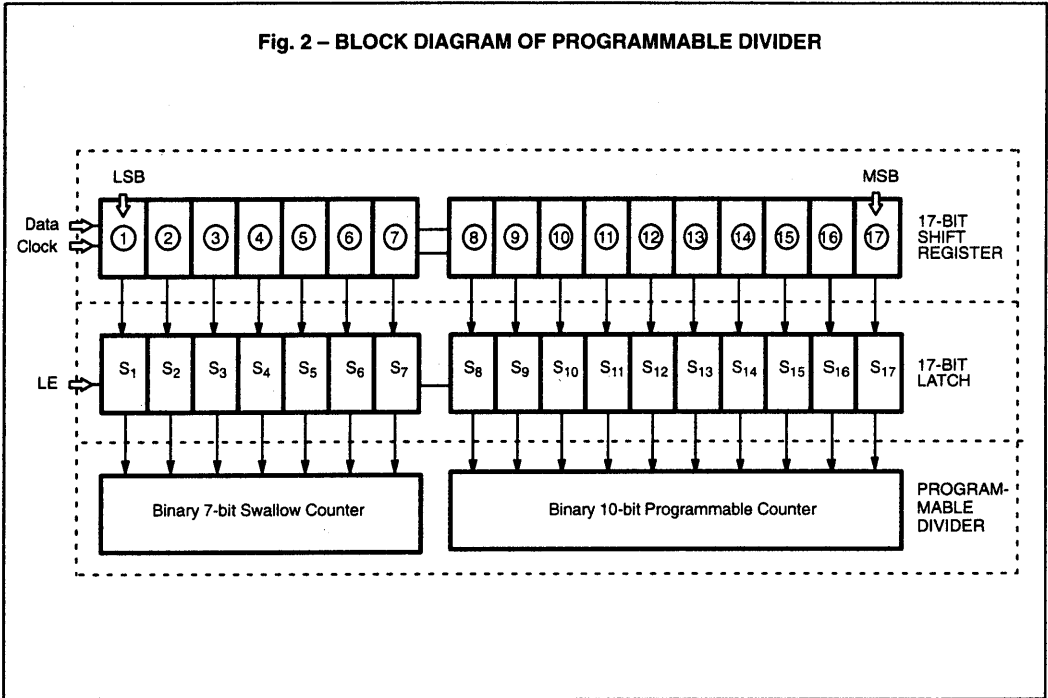 Fig. 2 – BLOCK DIAGRAM OF PROGRAMMABLE DIVIDER
LSB
MSB
Data
Clock
1 2 3 4 5 6 7 8 9 10 11 12 13 14 15 16 17
17-BIT
SHIFT
REGISTER
LE
S1 S2 S3 S4 S5 S6 S7 S8 S9 S10 S11 S12 S13 S14 S15 S16 S17
17-BIT
LATCH
Binary 7-bit Swallow Counter
Binary 10-bit Programmable Counter
PROGRAM-
MABLE
DIVIDER